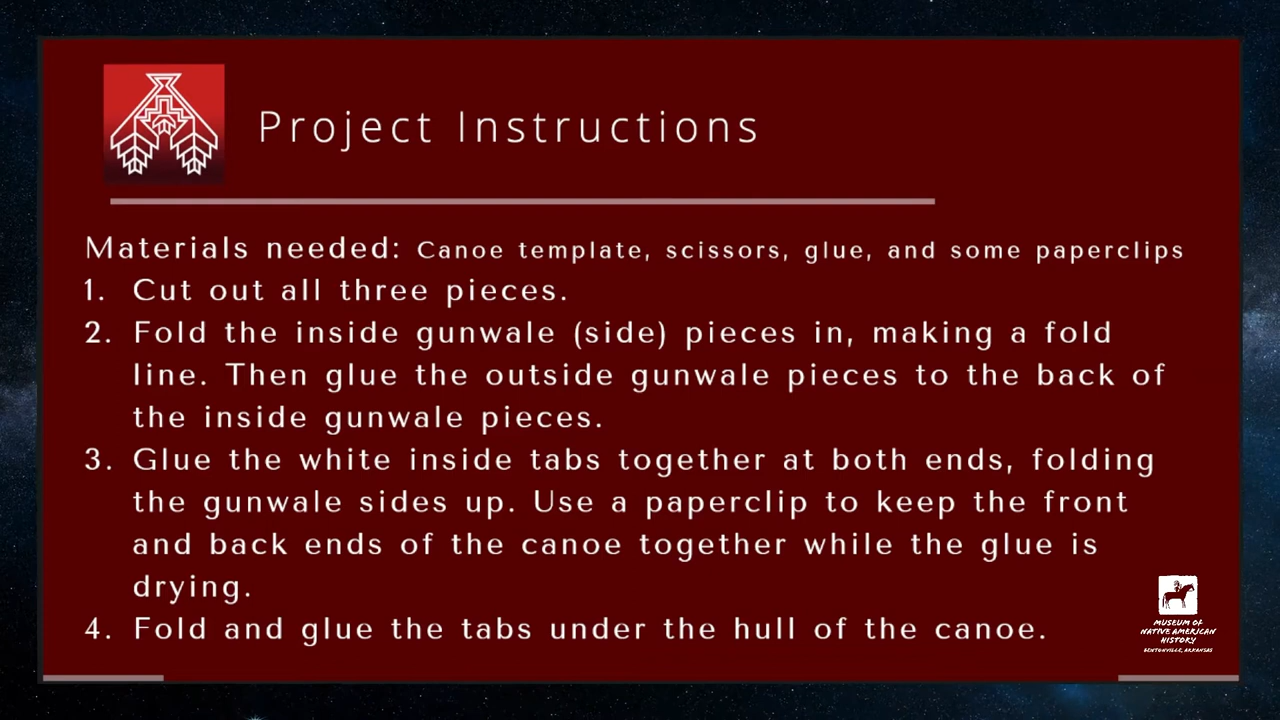 Project Instructions
Materials needed: Canoe template, scissors, glue, and some paperclips
1. Cut out all three pieces.
2. Fold the inside gunwale (side) pieces in, making a fold
line. Then glue the outside gunwale pieces to the back of
the inside gunwale pieces.
3. Glue the white inside tabs together at both ends, folding
the gunwale sides up. Use a paperclip to keep the front
and back ends of the canoe together while the glue is
drying.
4. Fold and glue the tabs under the hull of the canoe.
MUSEUM OF
NATIVE AMERICAN
HISTORY
BENTONVILLE, ARKANSAS